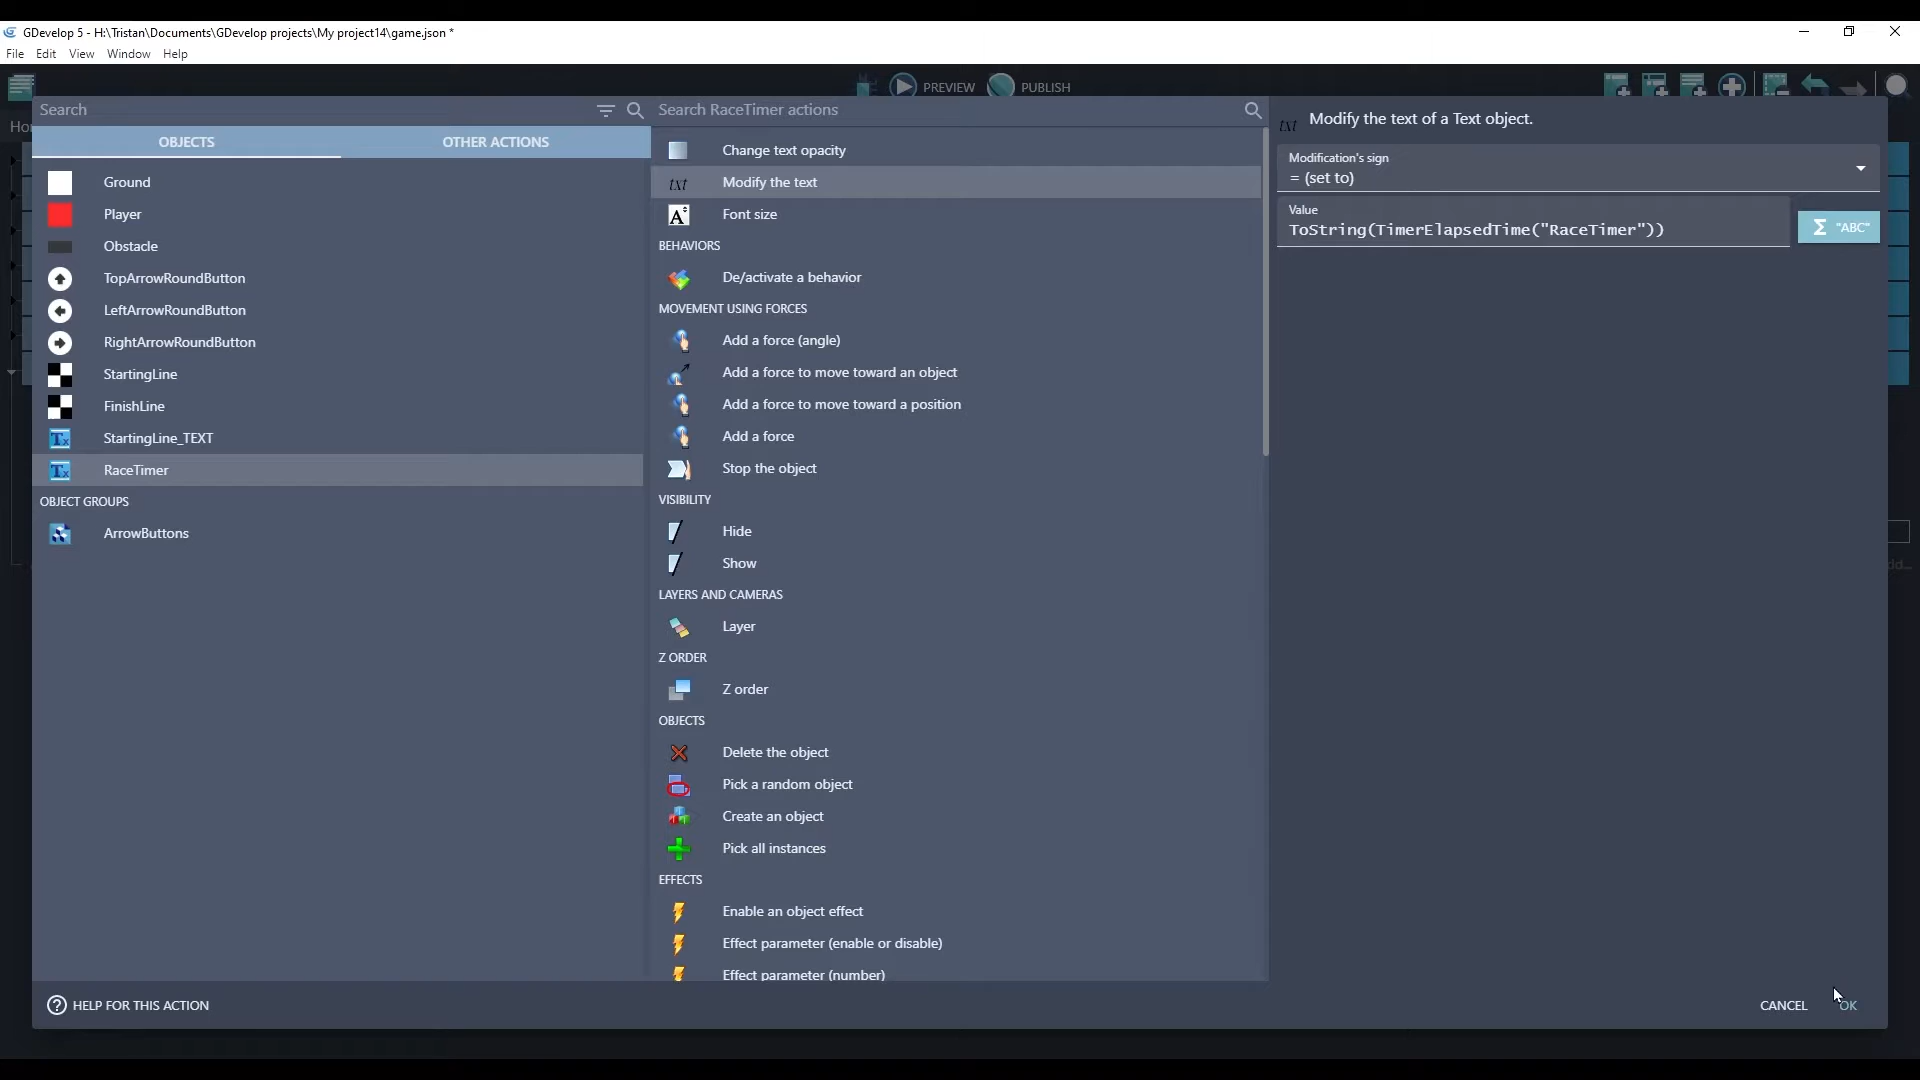 GDevelop 5 - H:\Tristan\Documents\GDevelop projects\My project14\game.json *
File Edit View Window Help
PREVIEW PUBLISH
Search
OBJECTS OTHER ACTIONS
Ground
Player
Obstacle
TopArrowRoundButton
LeftArrowRoundButton
RightArrowRoundButton
StartingLine
FinishLine
StartingLine_TEXT
RaceTimer
OBJECT GROUPS
ArrowButtons
Search RaceTimer actions
Change text opacity
txt Modify the text
A Font size
BEHAVIORS
De/activate a behavior
MOVEMENT USING FORCES
Add a force (angle)
Add a force to move toward an object
Add a force to move toward a position
Add a force
Stop the object
VISIBILITY
Hide
Show
LAYERS AND CAMERAS
Layer
Z ORDER
Z order
OBJECTS
Delete the object
Pick a random object
Create an object
Pick all instances
EFFECTS
Enable an object effect
Effect parameter (enable or disable)
Effect parameter (number)
txt Modify the text of a Text object.
Modification's sign
= (set to)
Value
ToString(TimerElapsedTime("RaceTimer"))
Σ "ABC"
HELP FOR THIS ACTION
CANCEL OK